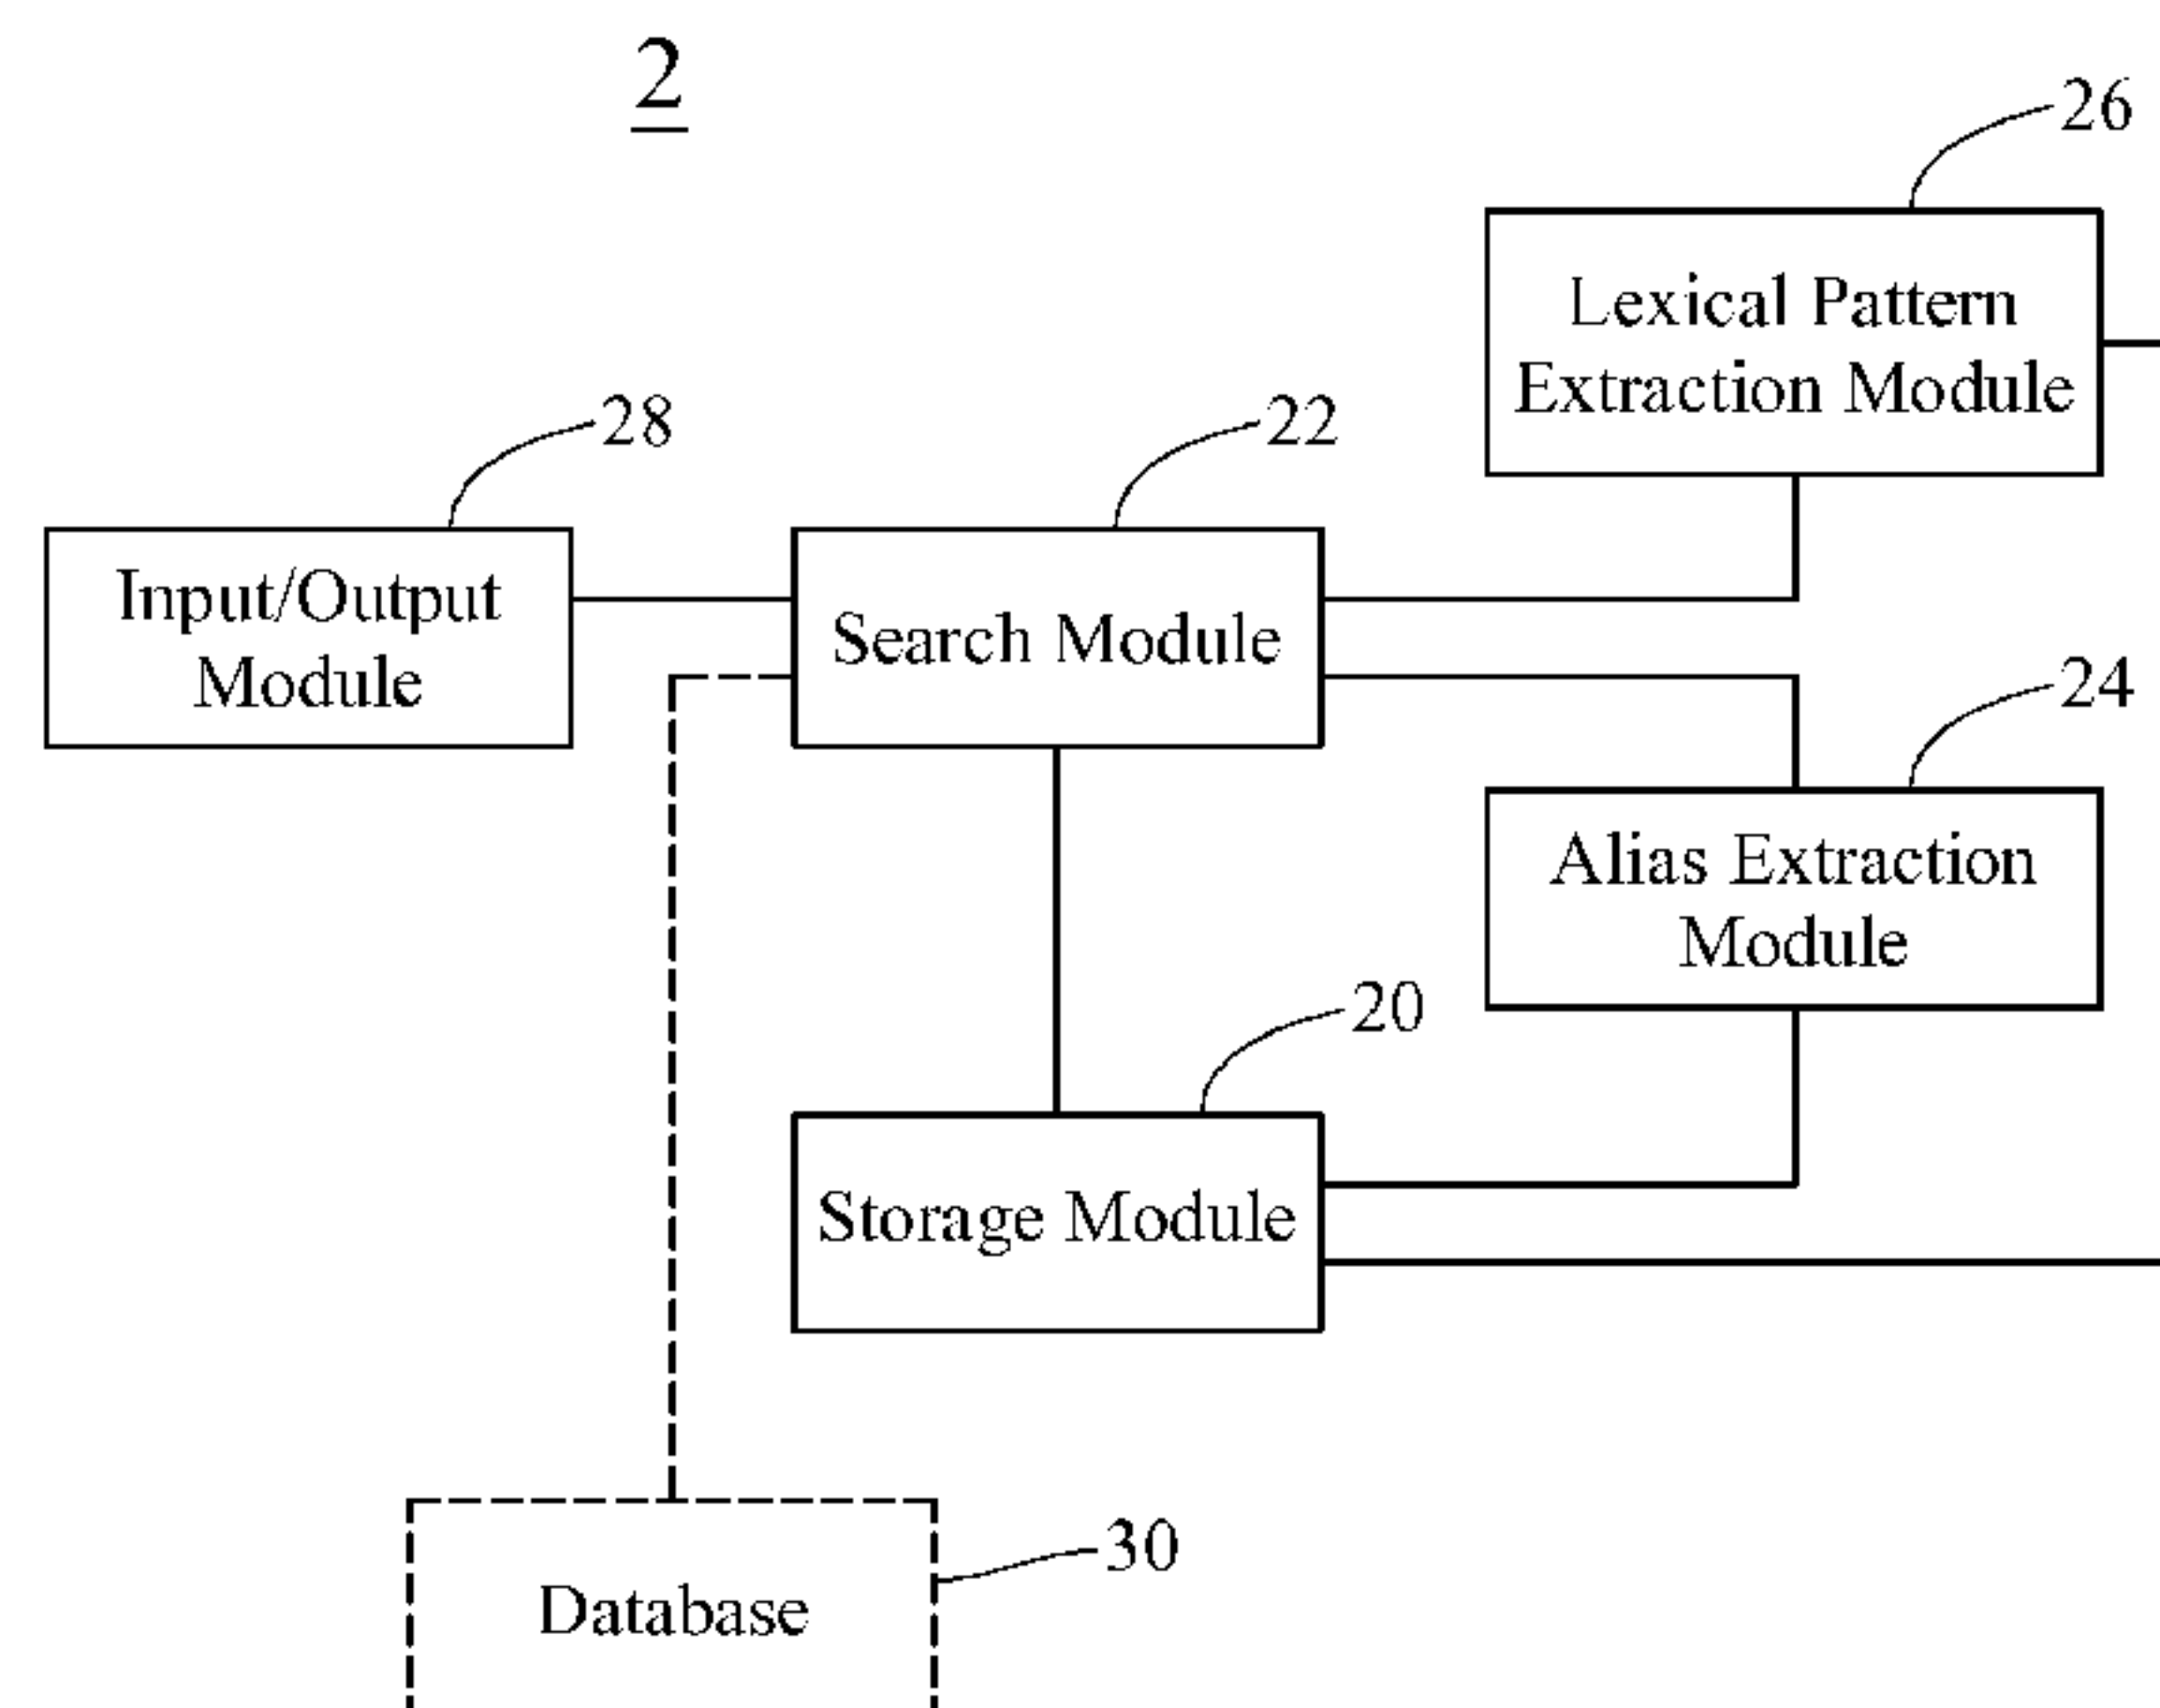 2
26
Lexical Pattern
Extraction Module
28
22
Input/Output
Module
Search Module
24
Alias Extraction
Module
20
Storage Module
30
Database